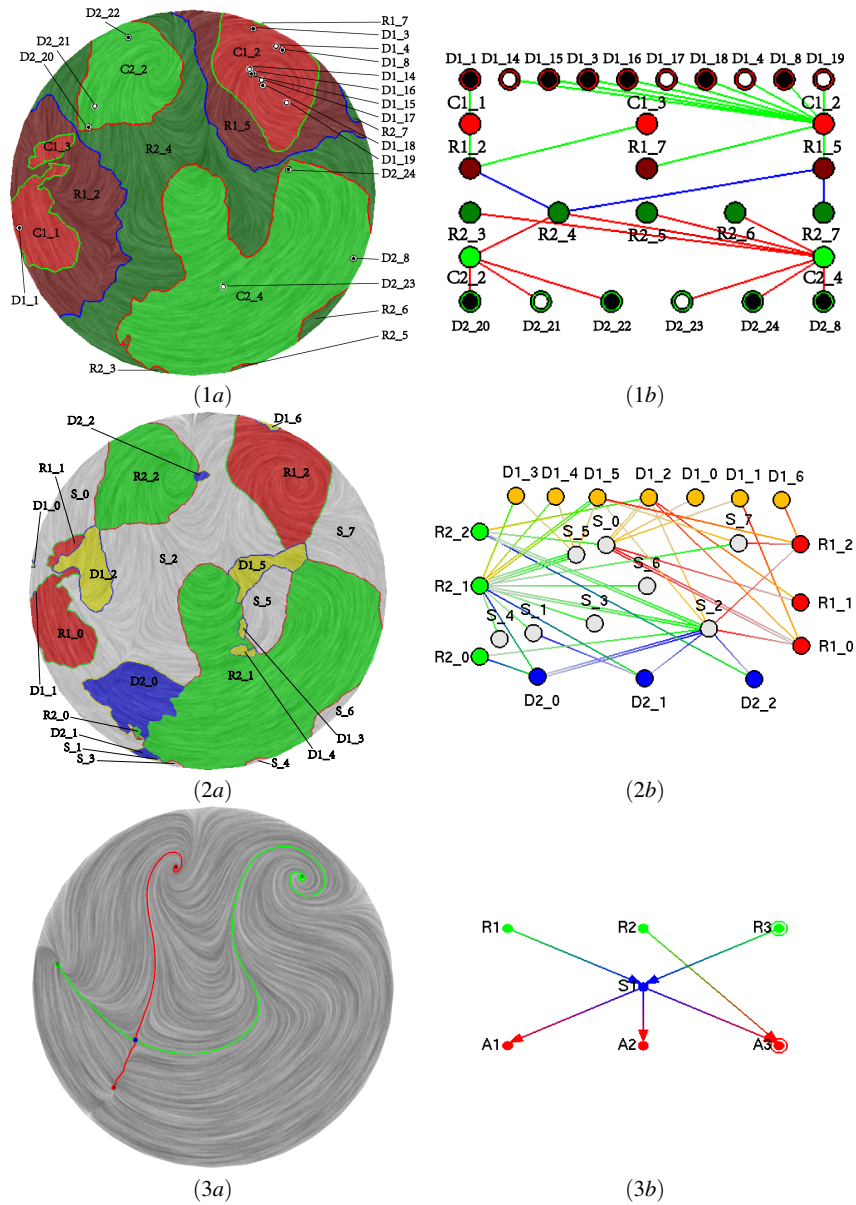 D2_22
R1_7
D1_3
D2_21
D1_4
D2_20
C1_2
D1_8
C2_2
D1_14
D1_16
D1_15
D1_17
R1_5
R2_7
C1_3
R2_4
D1_18
D1_19
R1_2
D2_24
C1_1
D2_8
D1_1
D2_23
C2_4
R2_6
R2_5
R2_3
(1a)
D1_1 D1_14 D1_15 D1_3 D1_16 D1_17 D1_18 D1_4 D1_8 D1_19
C1_1 C1_3 C1_2
R1_2 R1_7 R1_5
R2_3 R2_4 R2_5 R2_6 R2_7
C2_2 C2_4
D2_20 D2_21 D2_22 D2_23 D2_24 D2_8
(1b)
D2_2
D1_6
R1_1
R2_2
R1_2
S_0
D1_0
S_7
S_2
D1_5
D1_2
S_5
R1_0
R2_1
D2_0
D1_1
S_6
R2_0
D2_1
D1_3
S_1
D1_4
S_3
S_4
(2a)
D1_3 D1_4 D1_5 D1_2 D1_0 D1_1 D1_6
R2_2 S_5 S_0 S_7 R1_2
S_6
R2_1
S_4 S_1 S_3 S_2 R1_1
R2_0 R1_0
D2_0 D2_1 D2_2
(2b)
(3a)
R1 R2 R3
S1
A1 A2 A3
(3b)